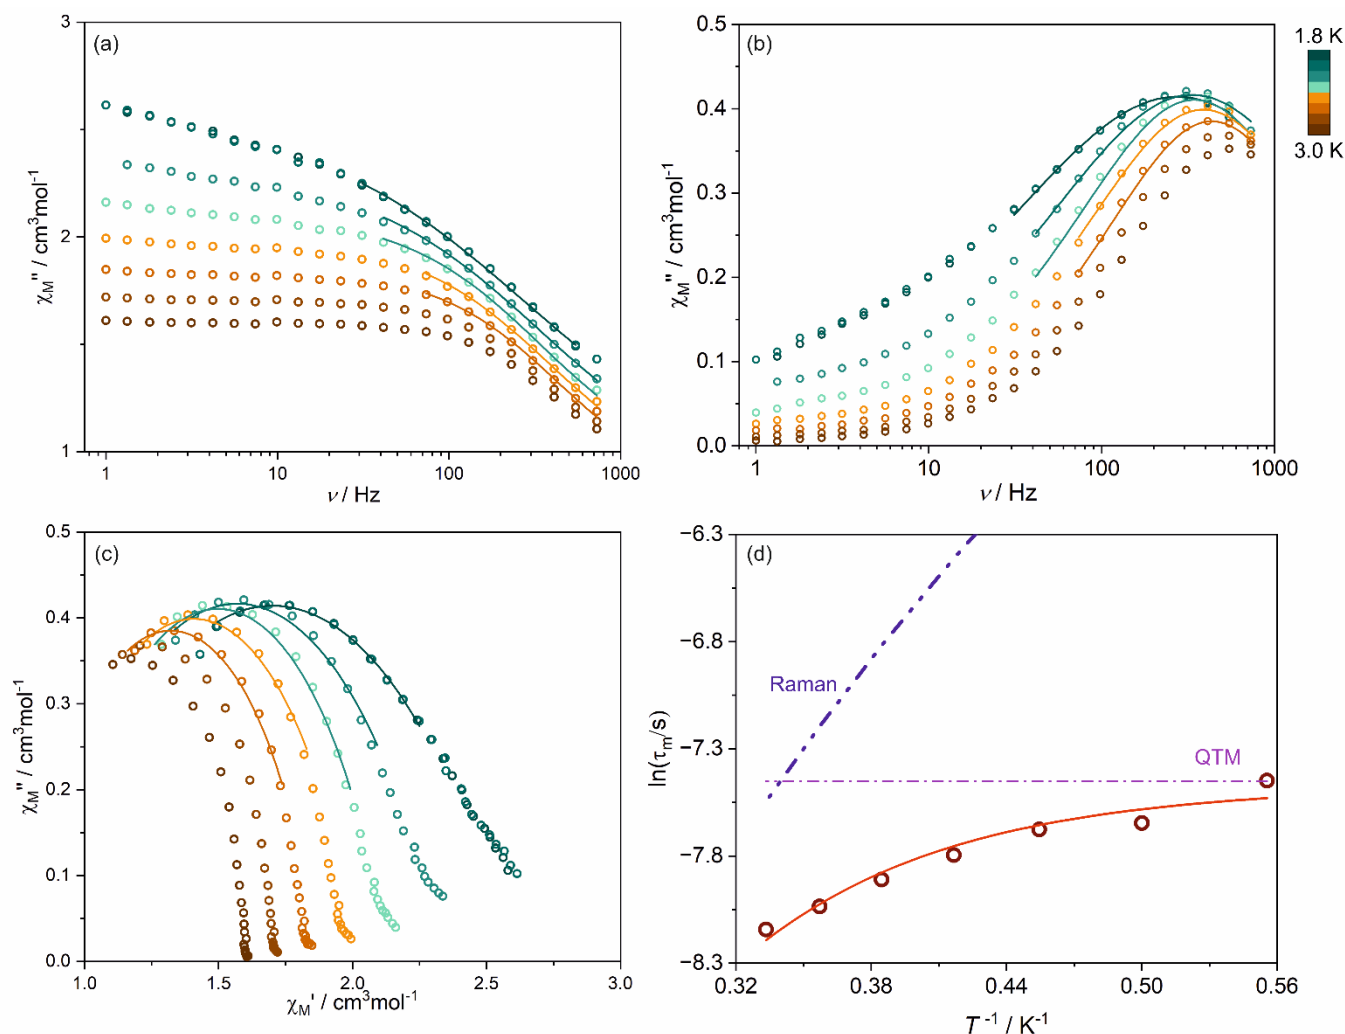 (a)
3
2
1
χM'' / cm³mol⁻¹
1
10
100
1000
ν / Hz
(b)
0.5
0.4
0.3
0.2
0.1
0.0
χM'' / cm³mol⁻¹
1
10
100
1000
ν / Hz
1.8 K
3.0 K
(c)
0.5
0.4
0.3
0.2
0.1
0.0
χM'' / cm³mol⁻¹
1.0
1.5
2.0
2.5
3.0
χM' / cm³mol⁻¹
(d)
−6.3
−6.8
−7.3
−7.8
−8.3
ln(τm/s)
Raman
QTM
0.32
0.38
0.44
0.50
0.56
T⁻¹ / K⁻¹